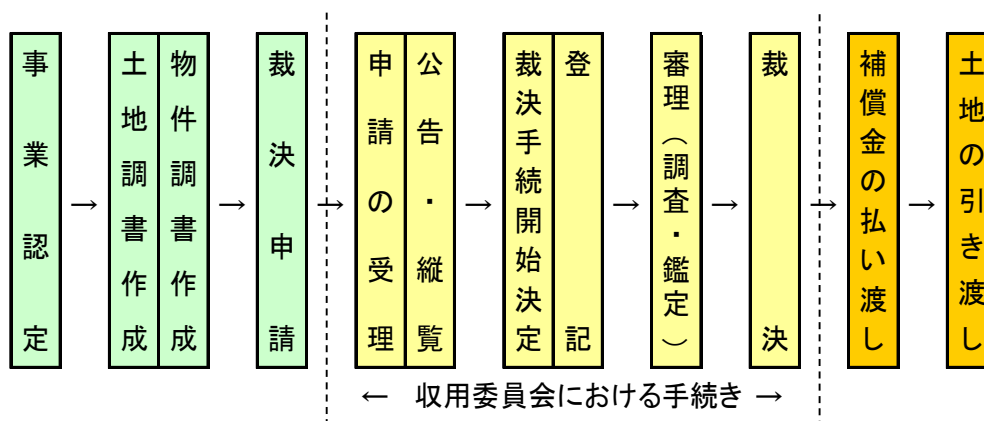 事業認定
→
土地調書作成
物件調書作成
→
裁決申請
→
申請の受理
公告・縦覧
→
裁決手続開始決定
登記
→
審理(調査・鑑定)
→
裁決
→
補償金の払い渡し
→
土地の引き渡し
← 収用委員会における手続き →